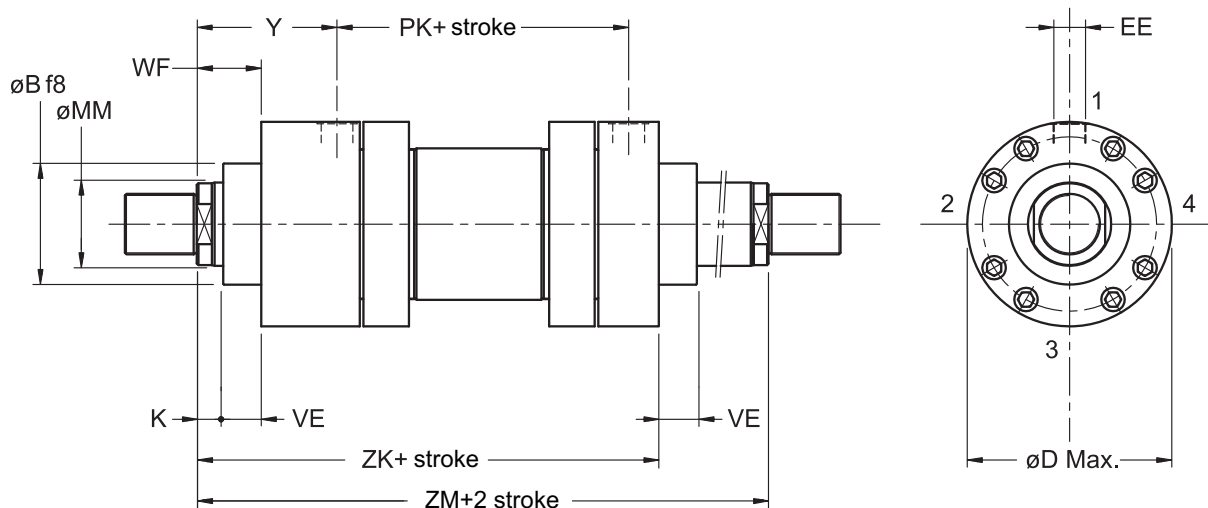 Y
PK+ stroke
EE
WF
øB f8
øMM
1
2
4
3
K
VE
VE
ZK+ stroke
øD Max.
ZM+2 stroke